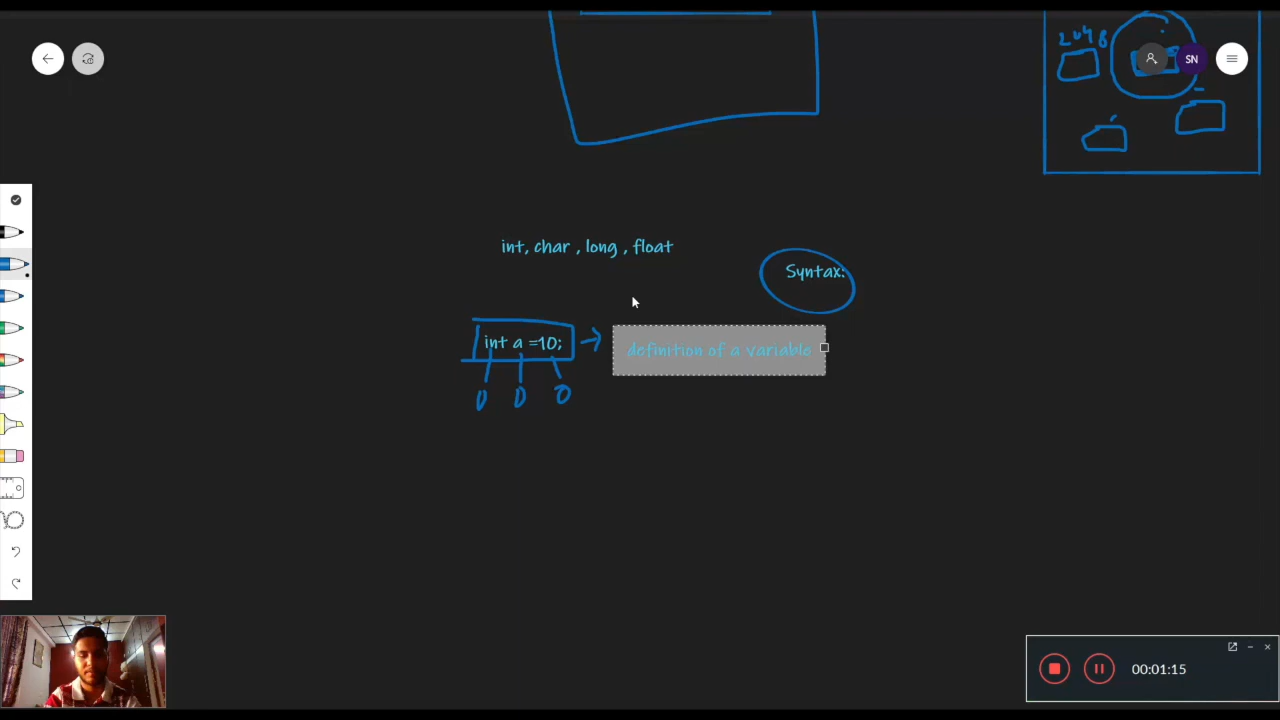 2048
SN
int, char , long , float
Syntax:
int a =10;
definition of a variable
00:01:15